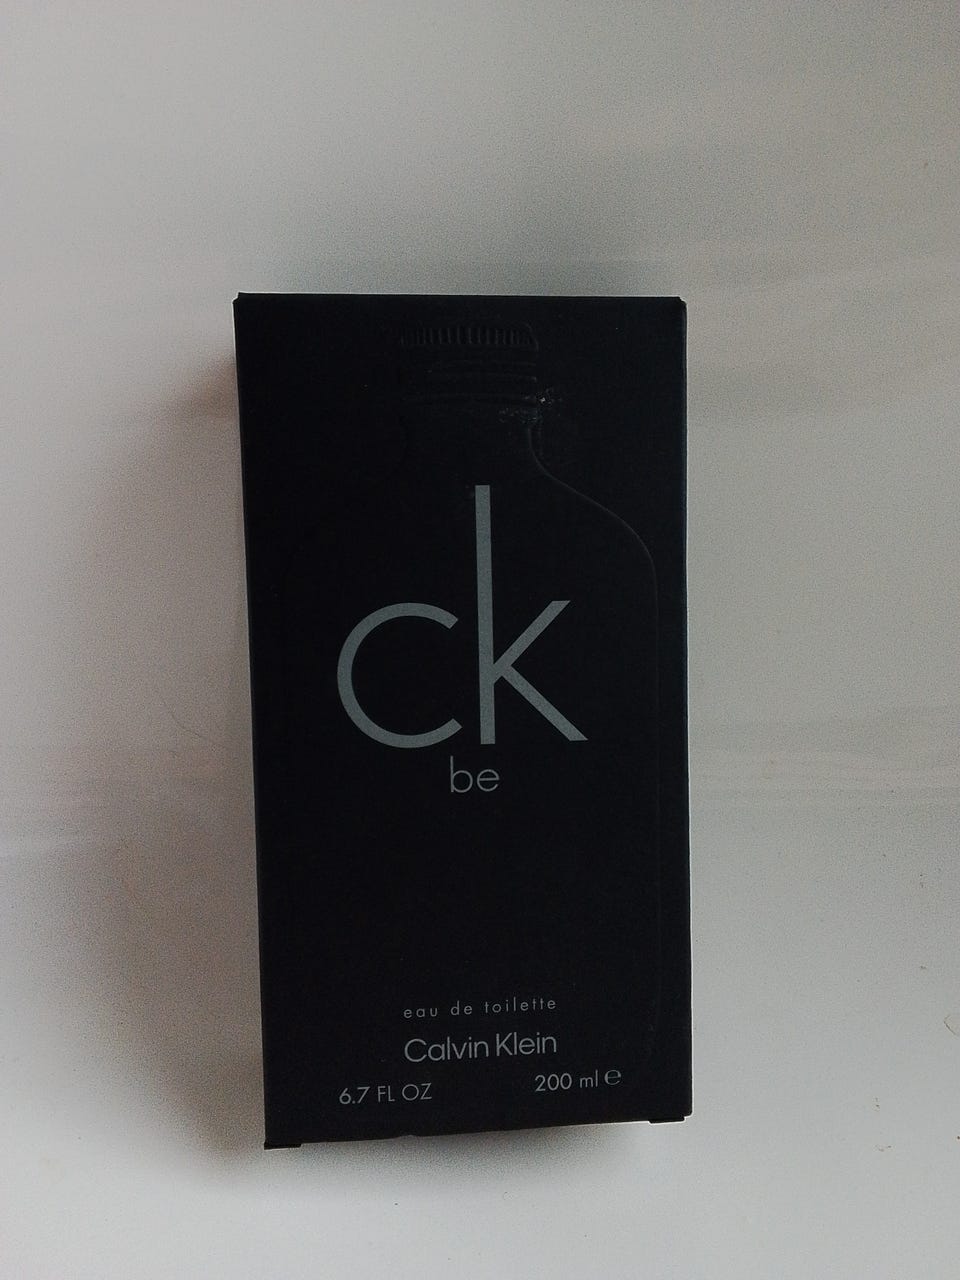 ck
be
eau de toilette
Calvin Klein
6.7 FL OZ 200 ml ℮